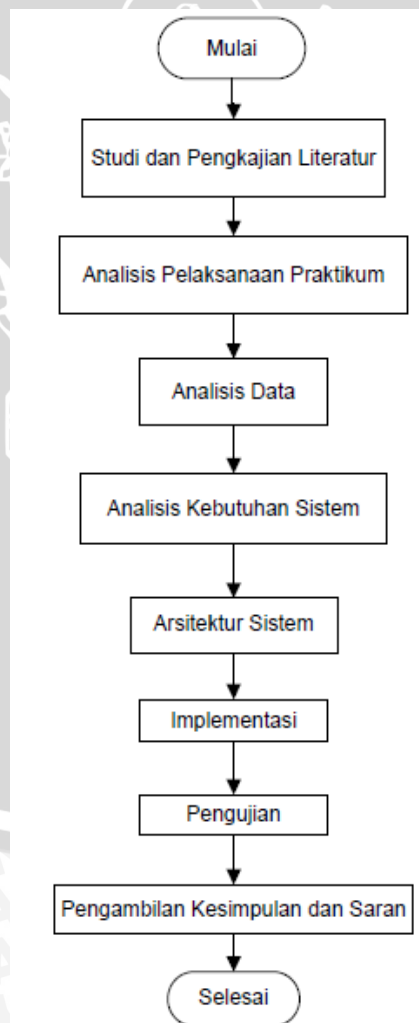 Mulai
Studi dan Pengkajian Literatur
Analisis Pelaksanaan Praktikum
Analisis Data
Analisis Kebutuhan Sistem
Arsitektur Sistem
Implementasi
Pengujian
Pengambilan Kesimpulan dan Saran
Selesai